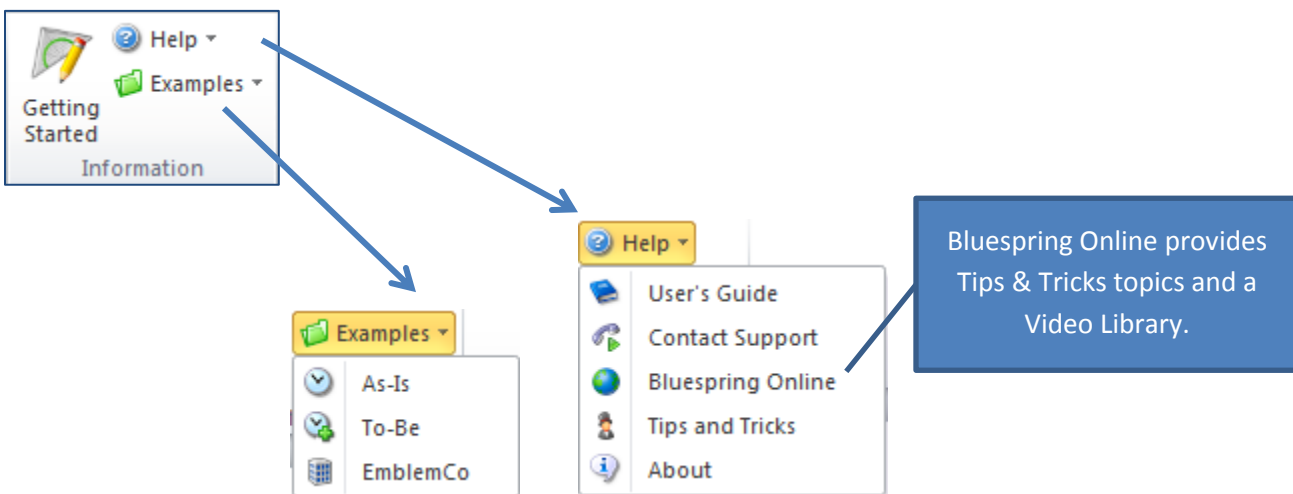 Help
Examples
Getting
Started
Information
Help
User's Guide
Contact Support
Bluespring Online
Tips and Tricks
About
Examples
As-Is
To-Be
EmblemCo
Bluespring Online provides
Tips & Tricks topics and a
Video Library.